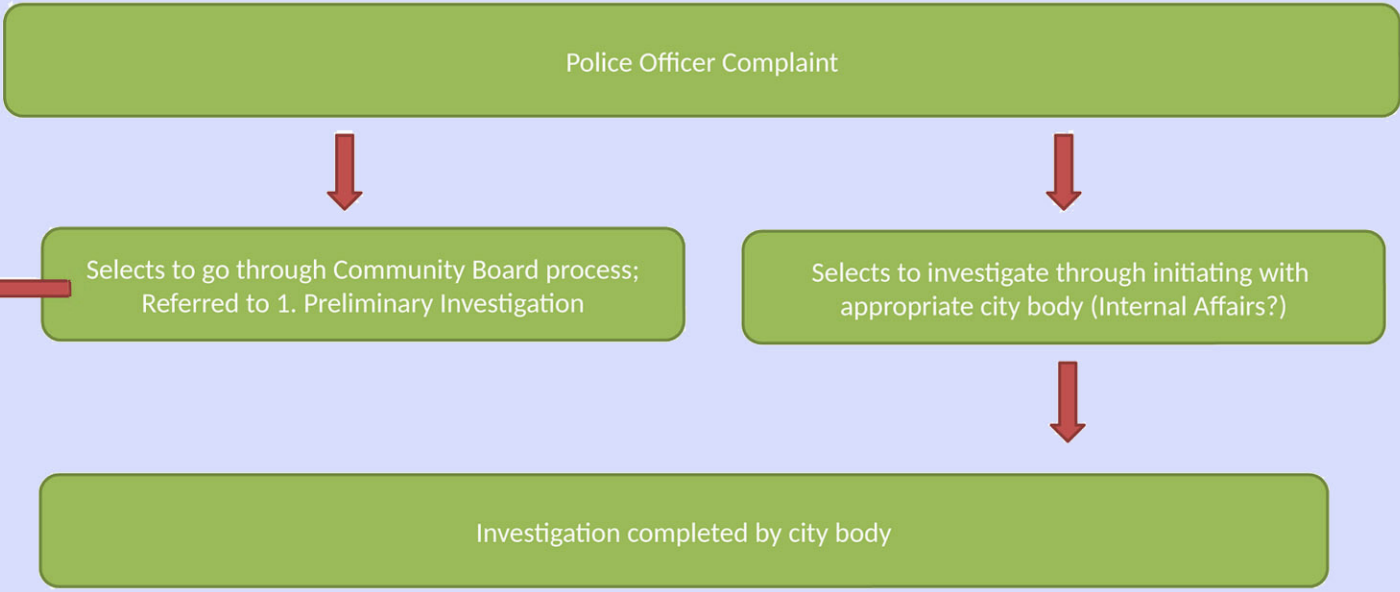 Police Officer Complaint
Selects to go through Community Board process;
Referred to 1. Preliminary Investigation
Selects to investigate through initiating with
appropriate city body (Internal Affairs?)
Investigation completed by city body